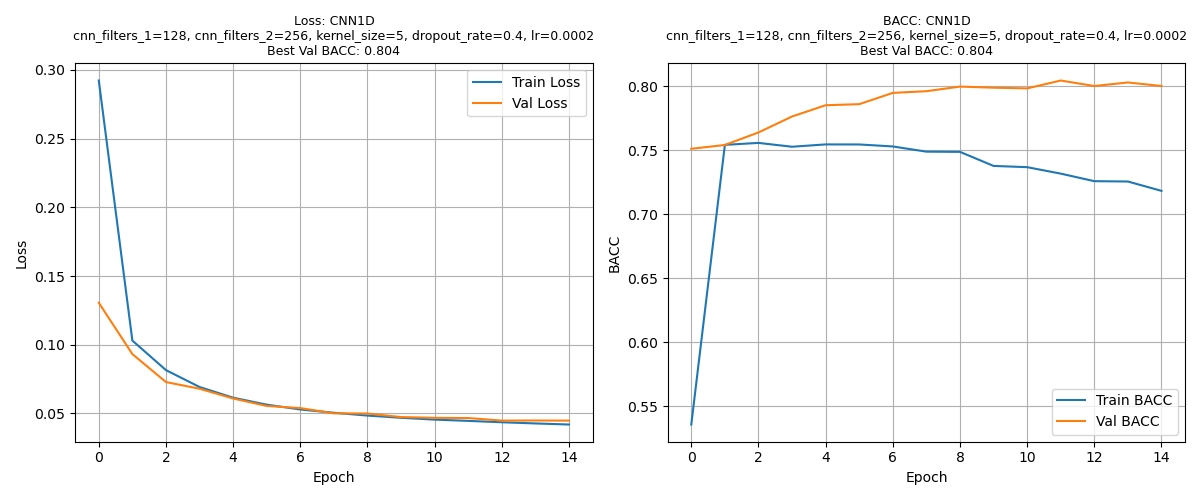 Loss: CNN1D
cnn_filters_1=128, cnn_filters_2=256, kernel_size=5, dropout_rate=0.4, lr=0.0002
Best Val BACC: 0.804
0.30
0.25
0.20
0.15
0.10
0.05
Loss
Train Loss
Val Loss
0 2 4 6 8 10 12 14
Epoch
BACC: CNN1D
cnn_filters_1=128, cnn_filters_2=256, kernel_size=5, dropout_rate=0.4, lr=0.0002
Best Val BACC: 0.804
0.80
0.75
0.70
0.65
0.60
0.55
BACC
Train BACC
Val BACC
0 2 4 6 8 10 12 14
Epoch